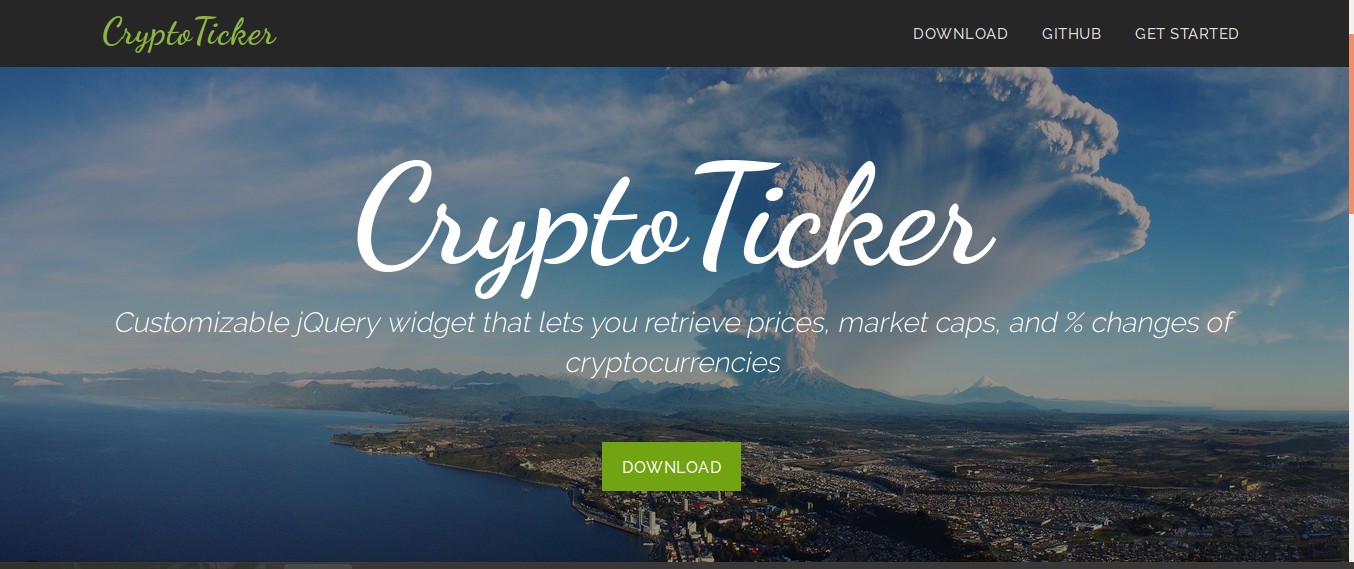 CryptoTicker
DOWNLOAD GITHUB GET STARTED
CryptoTicker
Customizable jQuery widget that lets you retrieve prices, market caps, and % changes of
cryptocurrencies
DOWNLOAD